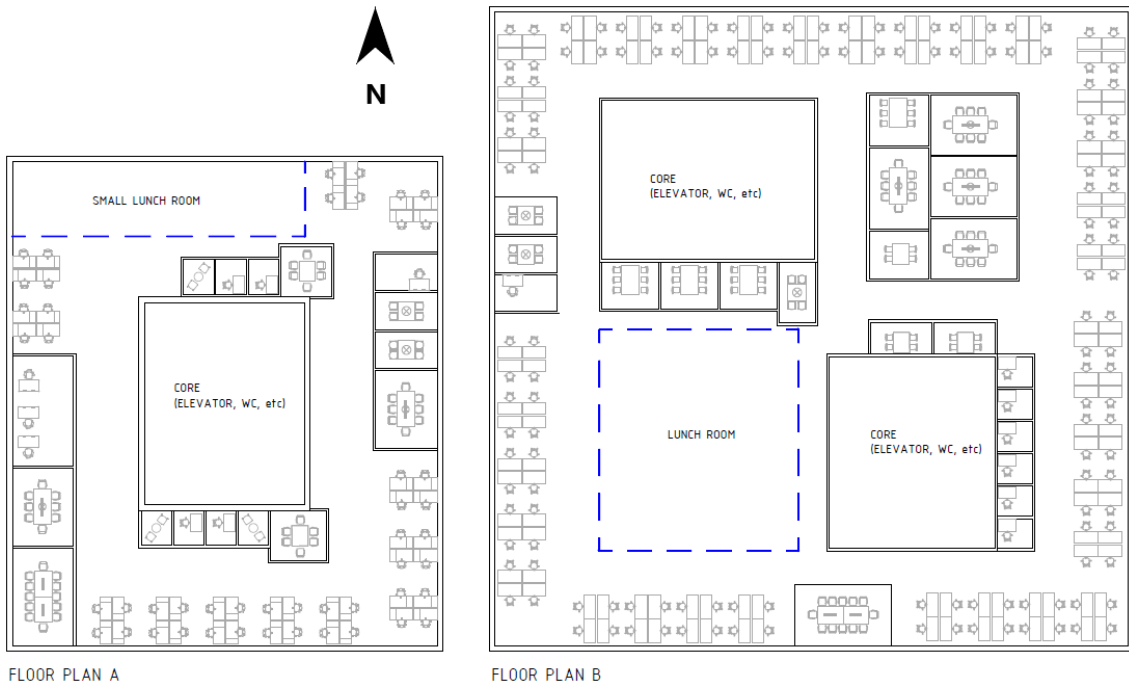 N
SMALL LUNCH ROOM
CORE
(ELEVATOR, WC, etc)
FLOOR PLAN A
CORE
(ELEVATOR, WC, etc)
LUNCH ROOM
CORE
(ELEVATOR, WC, etc)
FLOOR PLAN B